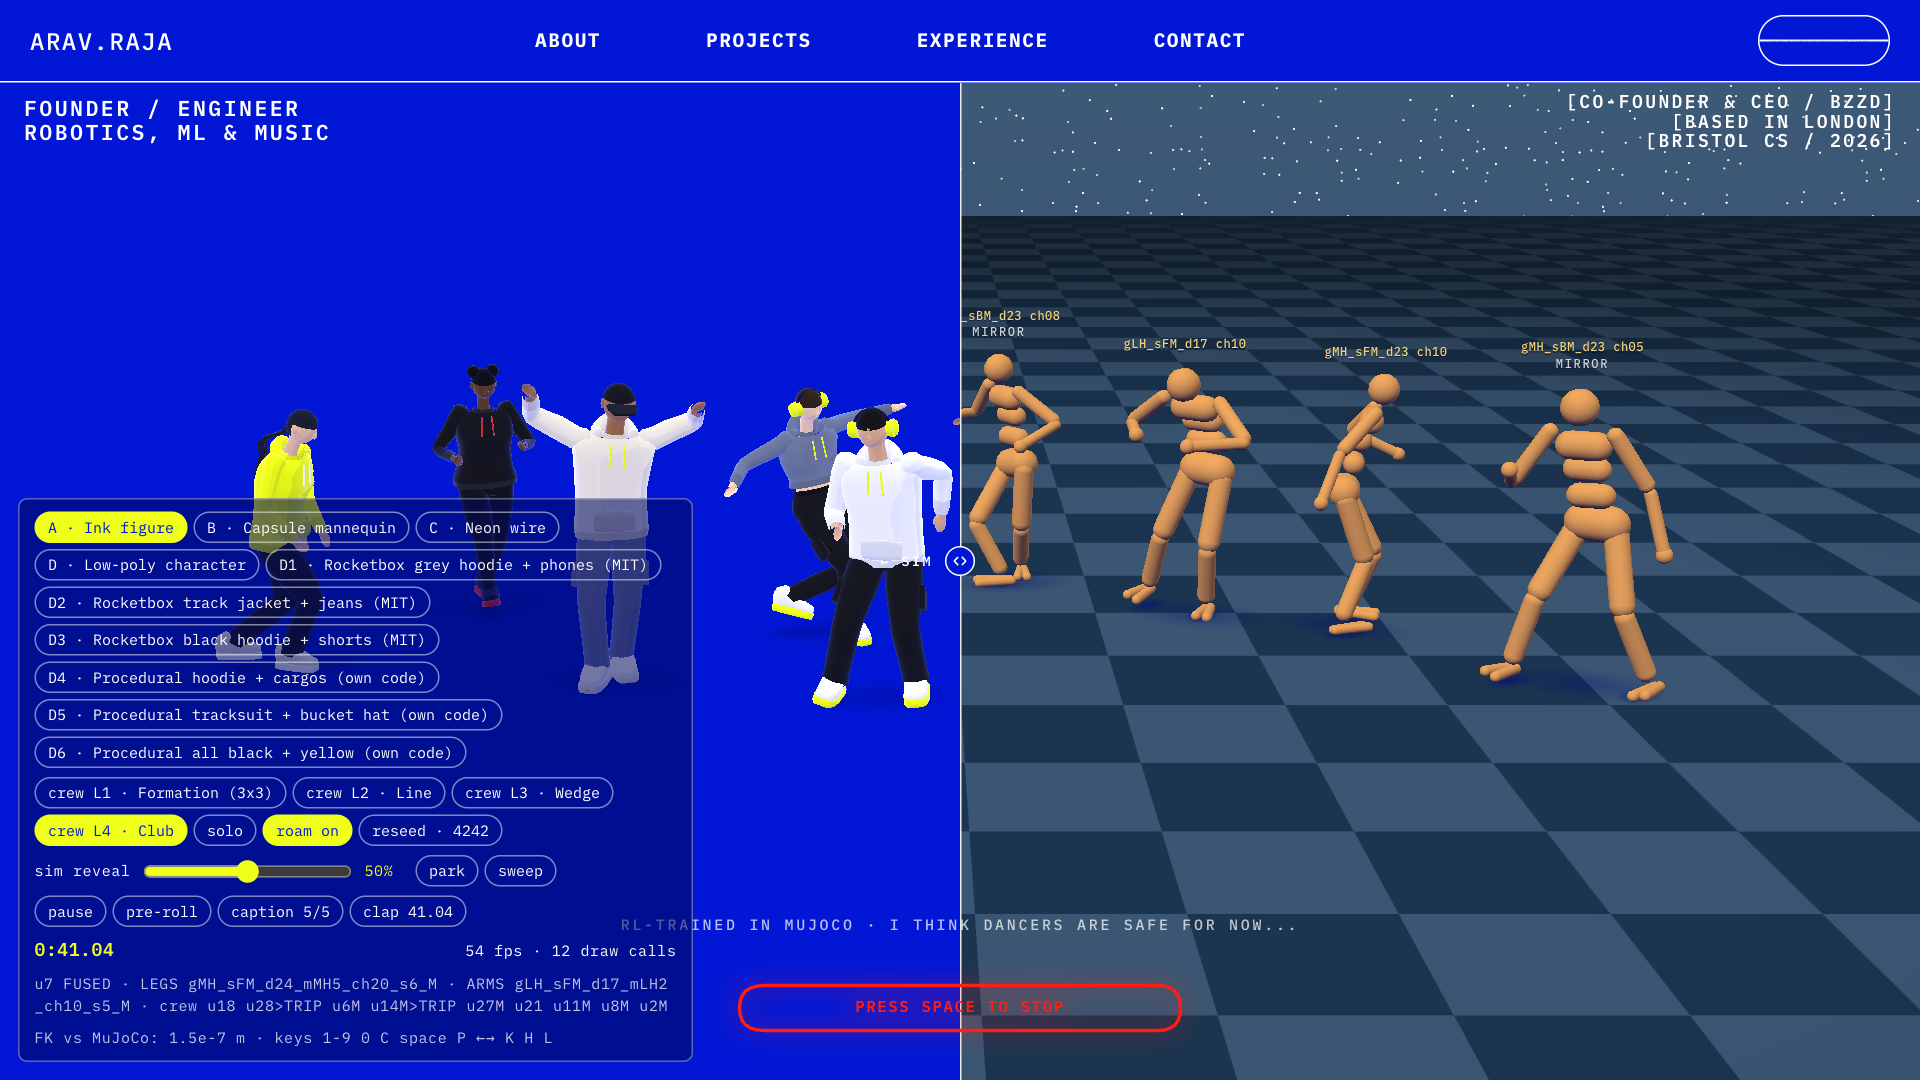 ARAV.RAJA
ABOUT
PROJECTS
EXPERIENCE
CONTACT
FOUNDER / ENGINEER
ROBOTICS, ML & MUSIC
[CO-FOUNDER & CEO / BZZD]
[BASED IN LONDON]
[BRISTOL CS / 2026]
_sBM_d23 ch08
MIRROR
gLH_sFM_d17 ch10
gMH_sFM_d23 ch10
gMH_sBM_d23 ch05
MIRROR
← SIM
A · Ink figure
B · Capsule mannequin
C · Neon wire
D · Low-poly character
D1 · Rocketbox grey hoodie + phones (MIT)
D2 · Rocketbox track jacket + jeans (MIT)
D3 · Rocketbox black hoodie + shorts (MIT)
D4 · Procedural hoodie + cargos (own code)
D5 · Procedural tracksuit + bucket hat (own code)
D6 · Procedural all black + yellow (own code)
crew L1 · Formation (3x3)
crew L2 · Line
crew L3 · Wedge
crew L4 · Club
solo
roam on
reseed · 4242
sim reveal
50%
park
sweep
pause
pre-roll
caption 5/5
clap 41.04
0:41.04
54 fps · 12 draw calls
u7 FUSED · LEGS gMH_sFM_d24_mMH5_ch20_s6_M · ARMS gLH_sFM_d17_mLH2
_ch10_s5_M · crew u18 u28>TRIP u6M u14M>TRIP u27M u21 u11M u8M u2M
FK vs MuJoCo: 1.5e-7 m · keys 1-9 0 C space P ←→ K H L
RL-TRAINED IN MUJOCO · I THINK DANCERS ARE SAFE FOR NOW...
PRESS SPACE TO STOP